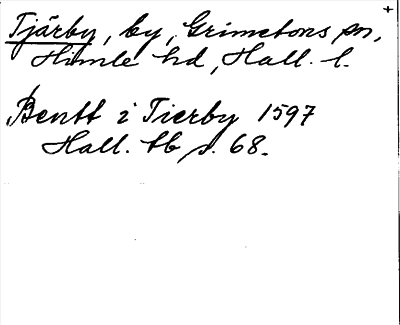 +
Tjärby, by, Grimetons sn,
Himle hd, Hall. l.
Bentt i Tierby 1597
Hall. tb s. 68.